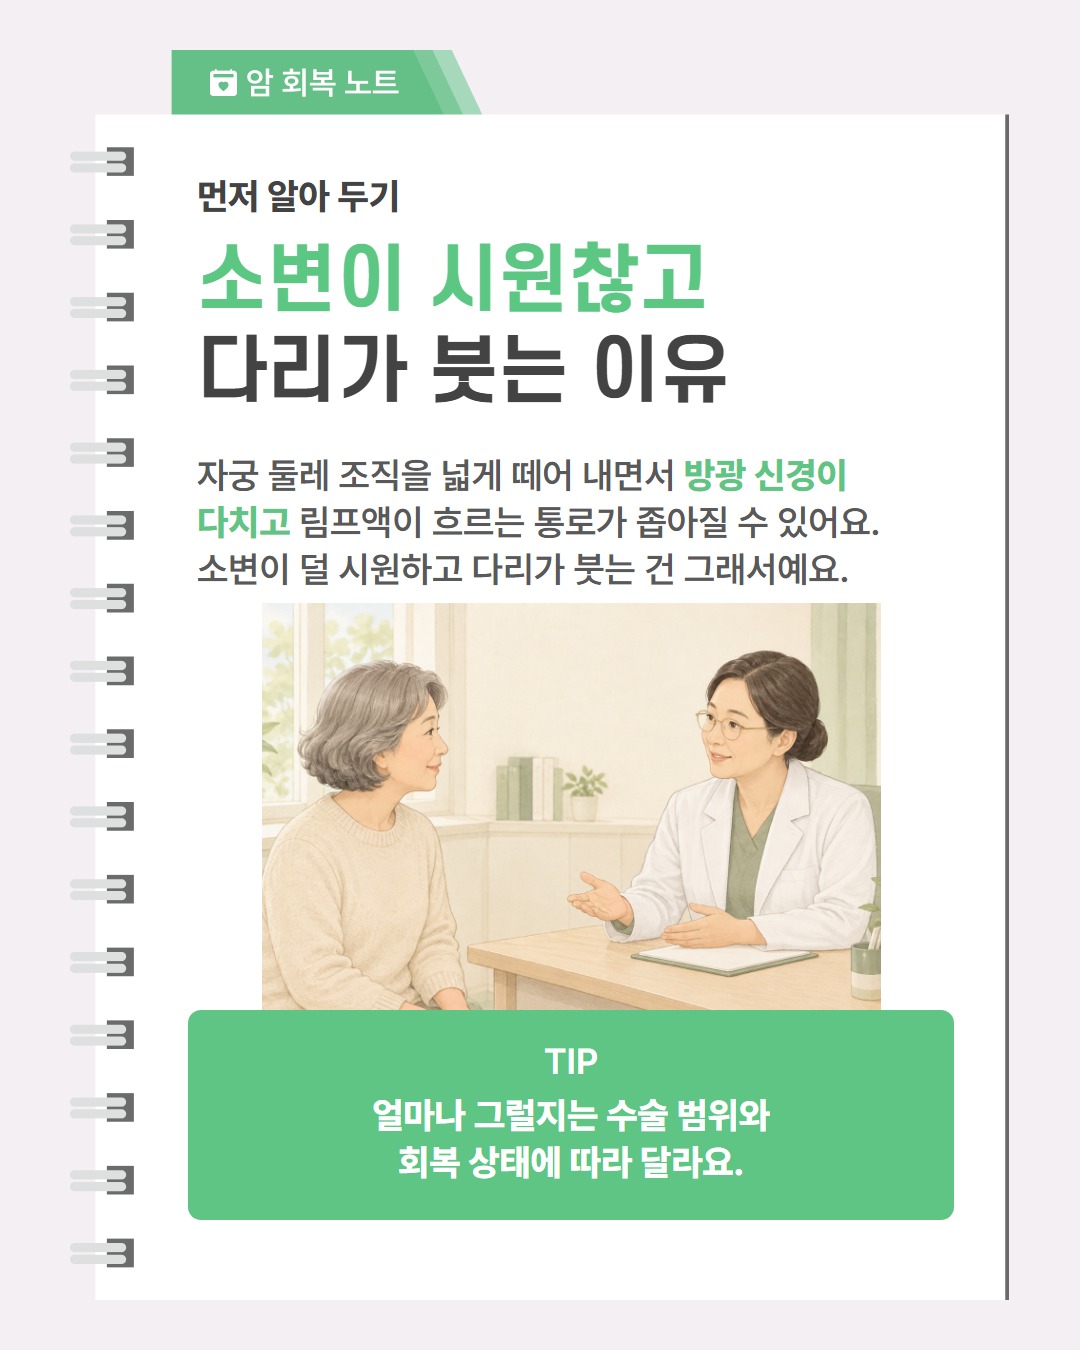 암 회복 노트
먼저 알아 두기
소변이 시원찮고
다리가 붓는 이유
자궁 둘레 조직을 넓게 떼어 내면서 방광 신경이
다치고 림프액이 흐르는 통로가 좁아질 수 있어요.
소변이 덜 시원하고 다리가 붓는 건 그래서예요.
TIP
얼마나 그럴지는 수술 범위와
회복 상태에 따라 달라요.